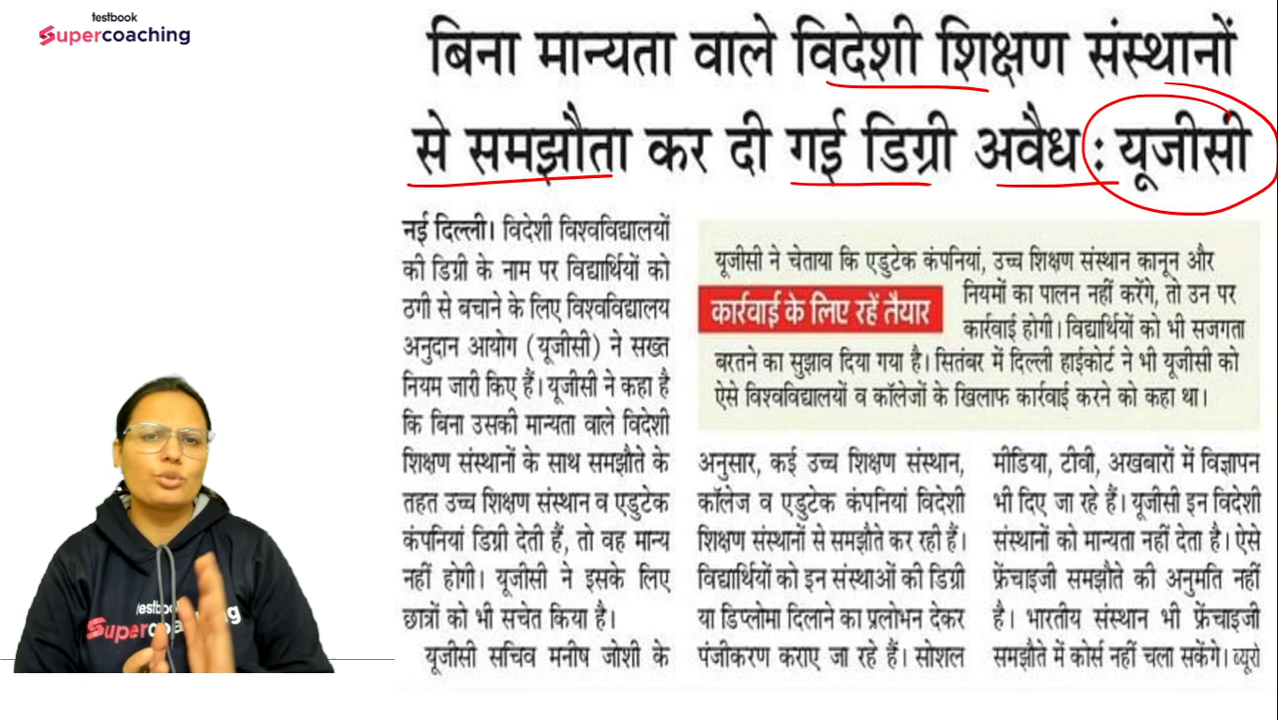 testbook
Supercoaching
बिना मान्यता वाले विदेशी शिक्षण संस्थानों
से समझौता कर दी गई डिग्री अवैध : यूजीसी
नई दिल्ली। विदेशी विश्वविद्यालयों
की डिग्री के नाम पर विद्यार्थियों को
ठगी से बचाने के लिए विश्वविद्यालय
अनुदान आयोग (यूजीसी) ने सख्त
नियम जारी किए हैं। यूजीसी ने कहा है
कि बिना उसकी मान्यता वाले विदेशी
शिक्षण संस्थानों के साथ समझौते के
तहत उच्च शिक्षण संस्थान व एडुटेक
कंपनियां डिग्री देती हैं, तो वह मान्य
नहीं होगी। यूजीसी ने इसके लिए
छात्रों को भी सचेत किया है।
यूजीसी सचिव मनीष जोशी के
यूजीसी ने चेताया कि एडुटेक कंपनियां, उच्च शिक्षण संस्थान कानून और
कार्रवाई के लिए रहें तैयार
नियमों का पालन नहीं करेंगे, तो उन पर
कार्रवाई होगी। विद्यार्थियों को भी सजगता
बरतने का सुझाव दिया गया है। सितंबर में दिल्ली हाईकोर्ट ने भी यूजीसी को
ऐसे विश्वविद्यालयों व कॉलेजों के खिलाफ कार्रवाई करने को कहा था।
अनुसार, कई उच्च शिक्षण संस्थान,
कॉलेज व एडुटेक कंपनियां विदेशी
शिक्षण संस्थानों से समझौते कर रही हैं।
विद्यार्थियों को इन संस्थाओं की डिग्री
या डिप्लोमा दिलाने का प्रलोभन देकर
पंजीकरण कराए जा रहे हैं। सोशल
मीडिया, टीवी, अखबारों में विज्ञापन
भी दिए जा रहे हैं। यूजीसी इन विदेशी
संस्थानों को मान्यता नहीं देता है। ऐसे
फ्रेंचाइजी समझौते की अनुमति नहीं
है। भारतीय संस्थान भी फ्रेंचाइजी
समझौते में कोर्स नहीं चला सकेंगे। ब्यूरो